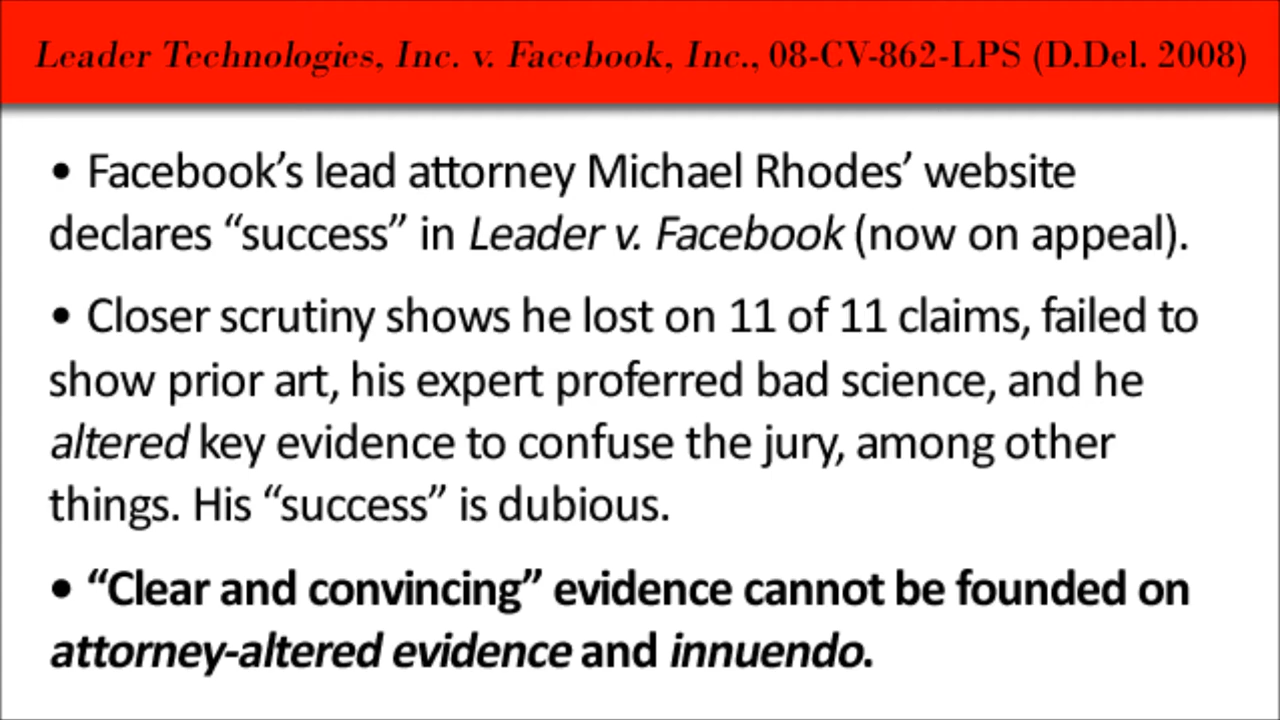 Leader Technologies, Inc. v. Facebook, Inc., 08-CV-862-LPS (D.Del. 2008)
• Facebook’s lead attorney Michael Rhodes’ website
declares “success” in Leader v. Facebook (now on appeal).
• Closer scrutiny shows he lost on 11 of 11 claims, failed to
show prior art, his expert proferred bad science, and he
altered key evidence to confuse the jury, among other
things. His “success” is dubious.
• “Clear and convincing” evidence cannot be founded on
attorney-altered evidence and innuendo.